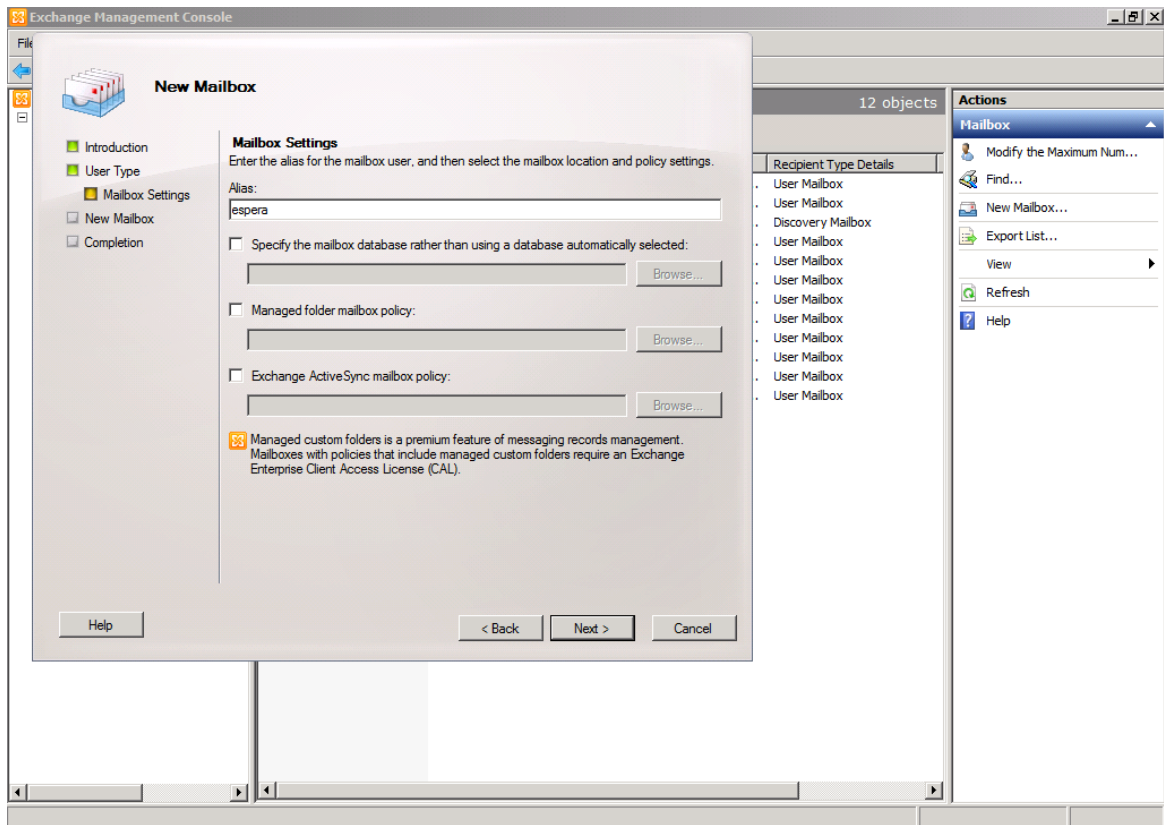 Exchange Management Console
File
New Mailbox
Introduction
User Type
Mailbox Settings
New Mailbox
Completion
Mailbox Settings
Enter the alias for the mailbox user, and then select the mailbox location and policy settings.
Alias:
espera
Specify the mailbox database rather than using a database automatically selected:
Browse...
Managed folder mailbox policy:
Browse...
Exchange ActiveSync mailbox policy:
Browse...
Managed custom folders is a premium feature of messaging records management.
Mailboxes with policies that include managed custom folders require an Exchange
Enterprise Client Access License (CAL).
Help
< Back
Next >
Cancel
12 objects
Recipient Type Details
. User Mailbox
. User Mailbox
. Discovery Mailbox
. User Mailbox
. User Mailbox
. User Mailbox
. User Mailbox
. User Mailbox
. User Mailbox
. User Mailbox
. User Mailbox
. User Mailbox
Actions
Mailbox
Modify the Maximum Num...
Find...
New Mailbox...
Export List...
View
Refresh
Help